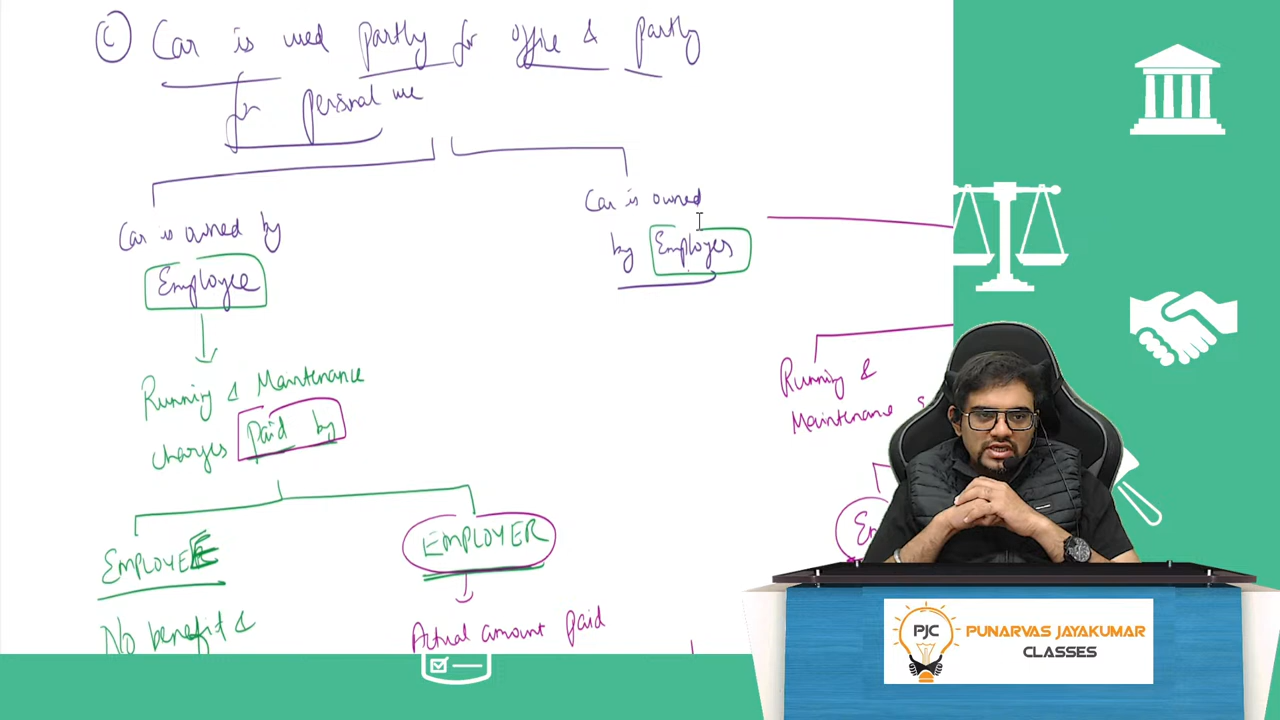 (C) Car is used partly for office & partly
for personal use
Car is owned by
Employee
Car is owned
by Employer
Running & Maintenance
charges paid by
EMPLOYEE
EMPLOYER
No benefit &
Actual amount paid
Running &
Maintenance
Em
PJC
PUNARVAS JAYAKUMAR
CLASSES